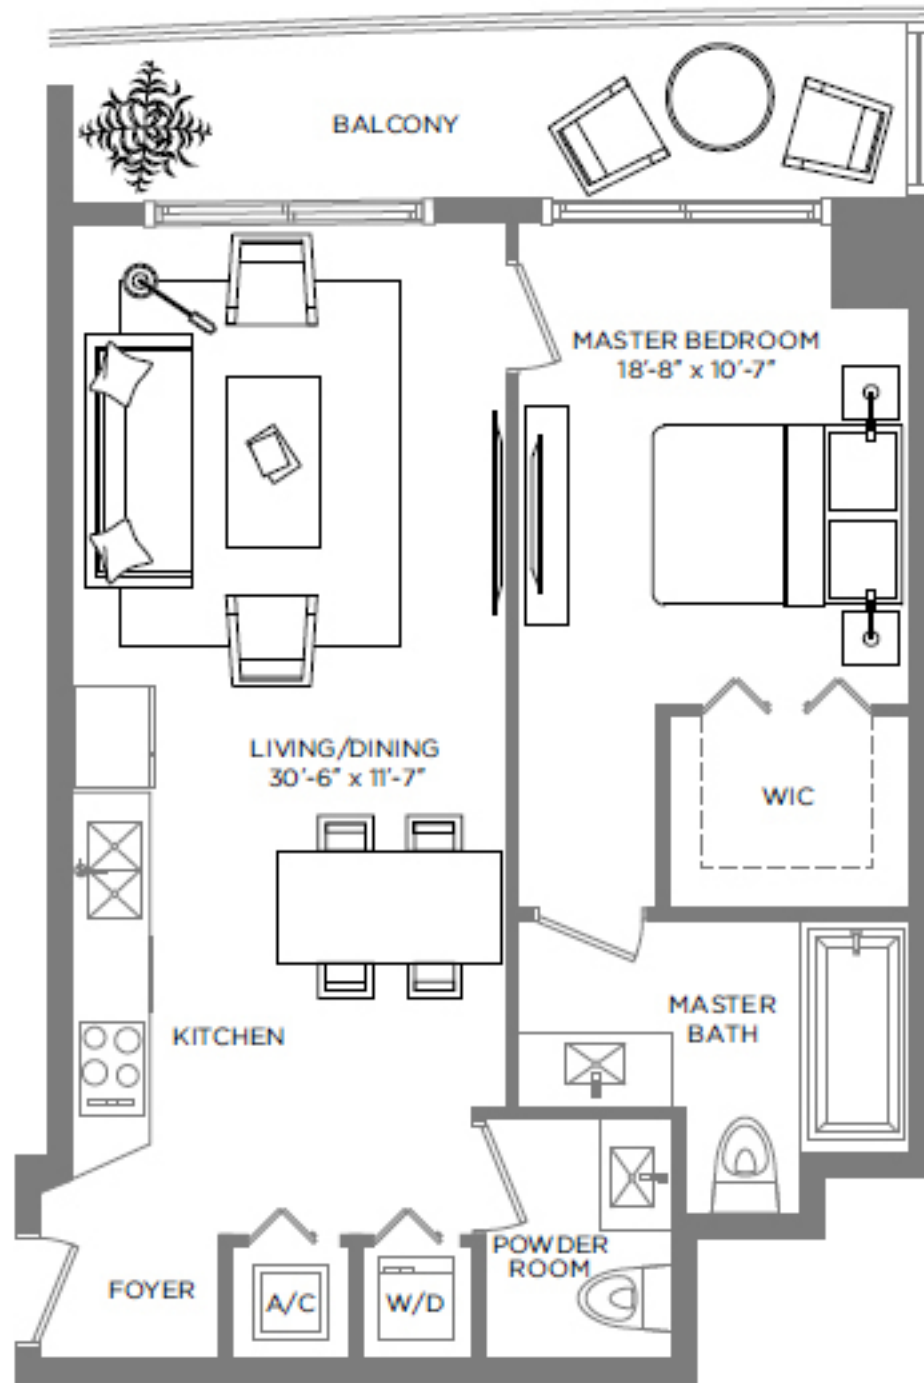 BALCONY
MASTER BEDROOM
18'-8" x 10'-7"
LIVING/DINING
30'-6" x 11'-7"
WIC
MASTER
BATH
KITCHEN
POWDER
ROOM
FOYER
A/C
W/D